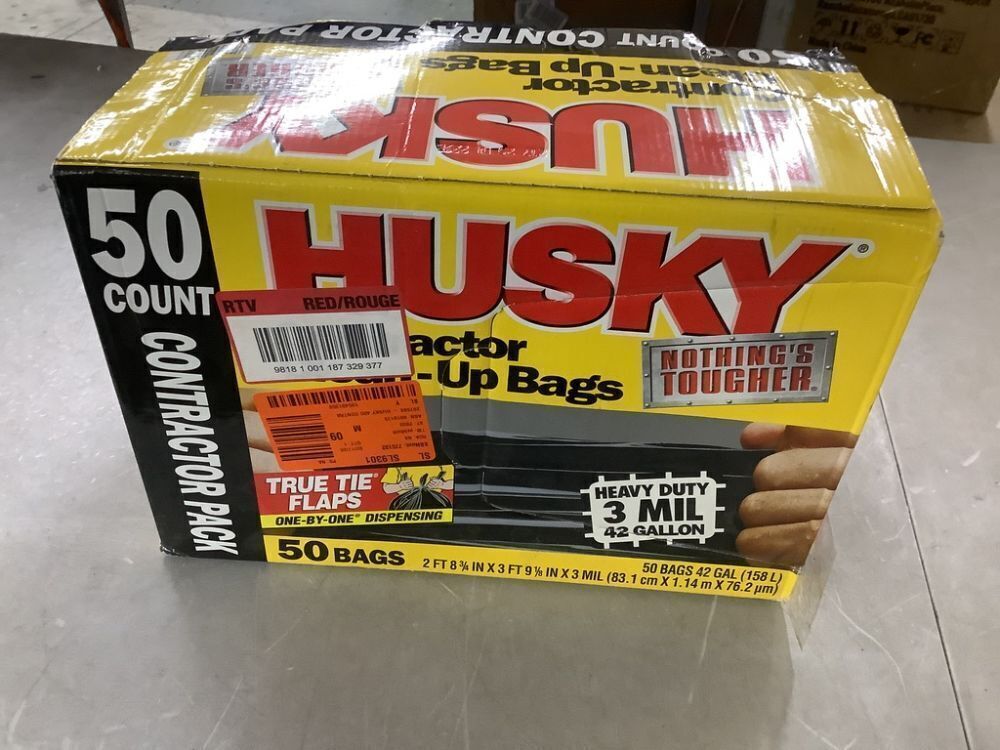 50 COUNT CONTRACTOR PACK
Contractor
Clean-Up Bags
HUSKY
50
COUNT
CONTRACTOR PACK
HUSKY®
RTV RED/ROUGE
9818 1 001 187 329 377
actor
-Up Bags
NOTHING'S
TOUGHER®
M 09
SL9301
SL
TRUE TIE®
FLAPS
ONE-BY-ONE® DISPENSING
HEAVY DUTY
3 MIL
42 GALLON
50 BAGS
2 FT 8 ¾ IN X 3 FT 9 ⅛ IN X 3 MIL (83.1 cm X 1.14 m X 76.2 µm)
50 BAGS 42 GAL (158 L)